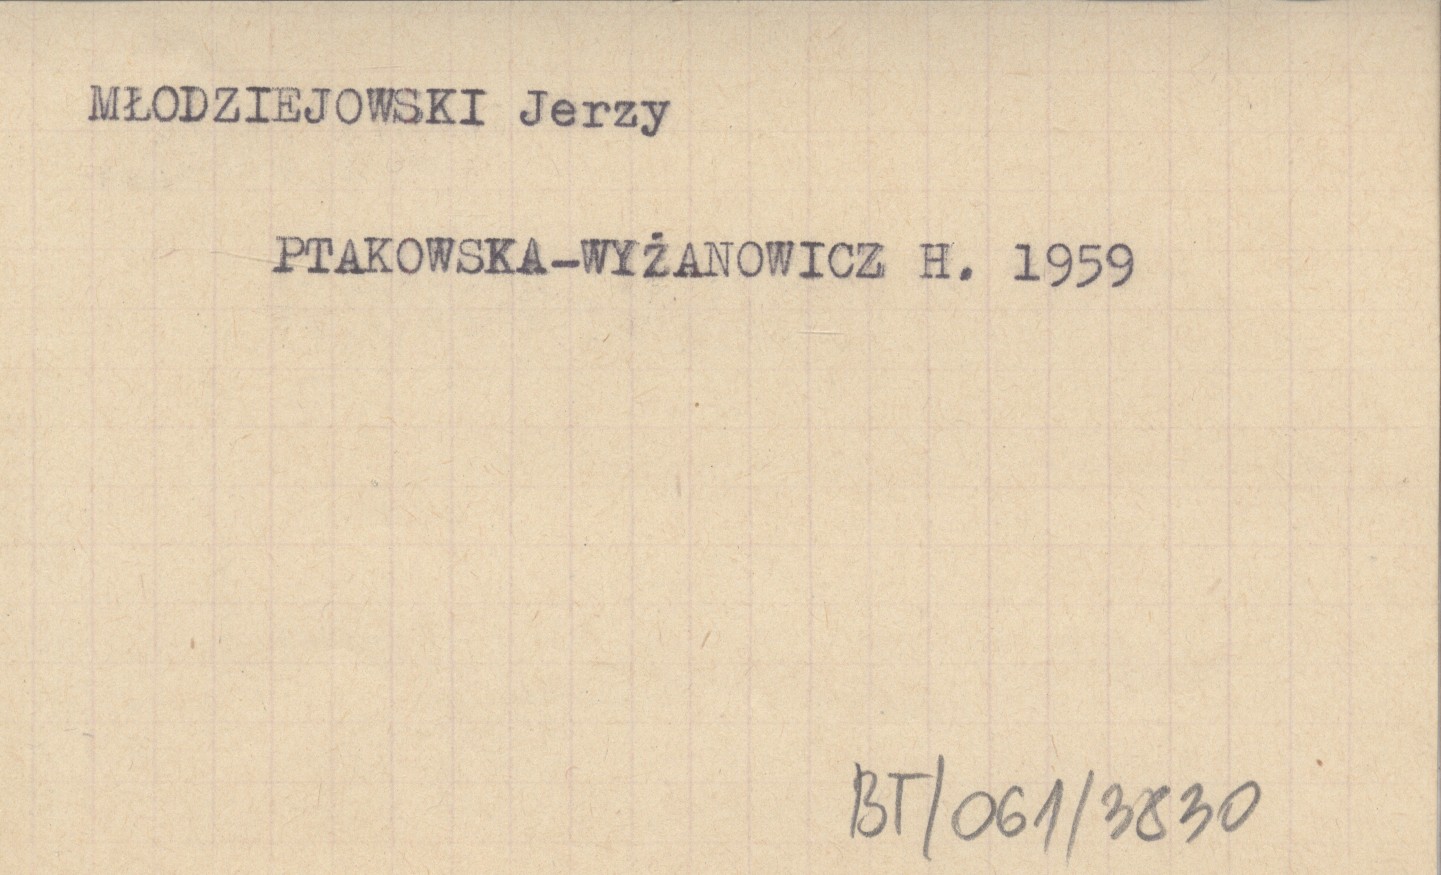 MŁODZIEJOWSKI Jerzy
PTAKOWSKA-WYŻANOWICZ H. 1959
BT/061/3830